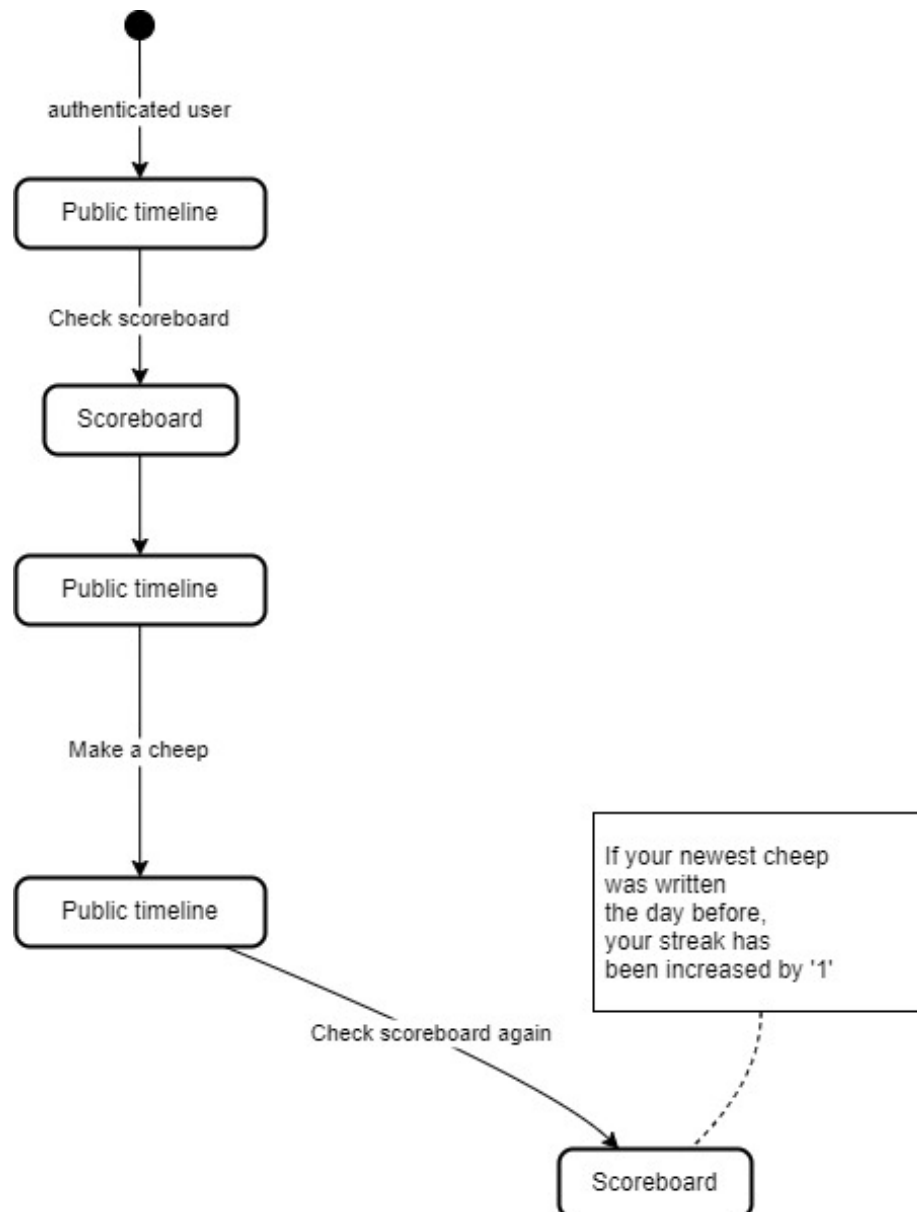 authenticated user
Public timeline
Check scoreboard
Scoreboard
Public timeline
Make a cheep
Public timeline
If your newest cheep
was written
the day before,
your streak has
been increased by '1'
Check scoreboard again
Scoreboard